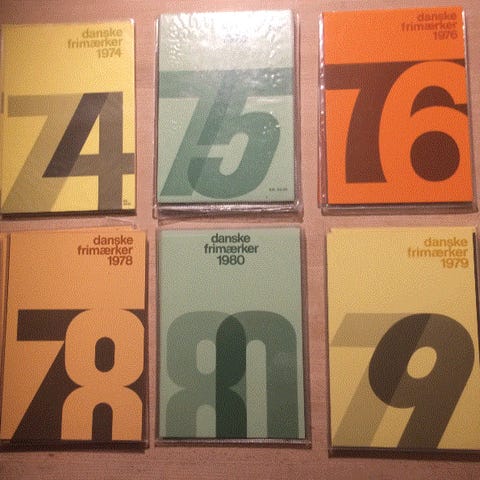 danske
frimærker
1974
74
75
danske
frimærker
1976
76
danske
frimærker
1978
78
danske
frimærker
1980
80
danske
frimærker
1979
79